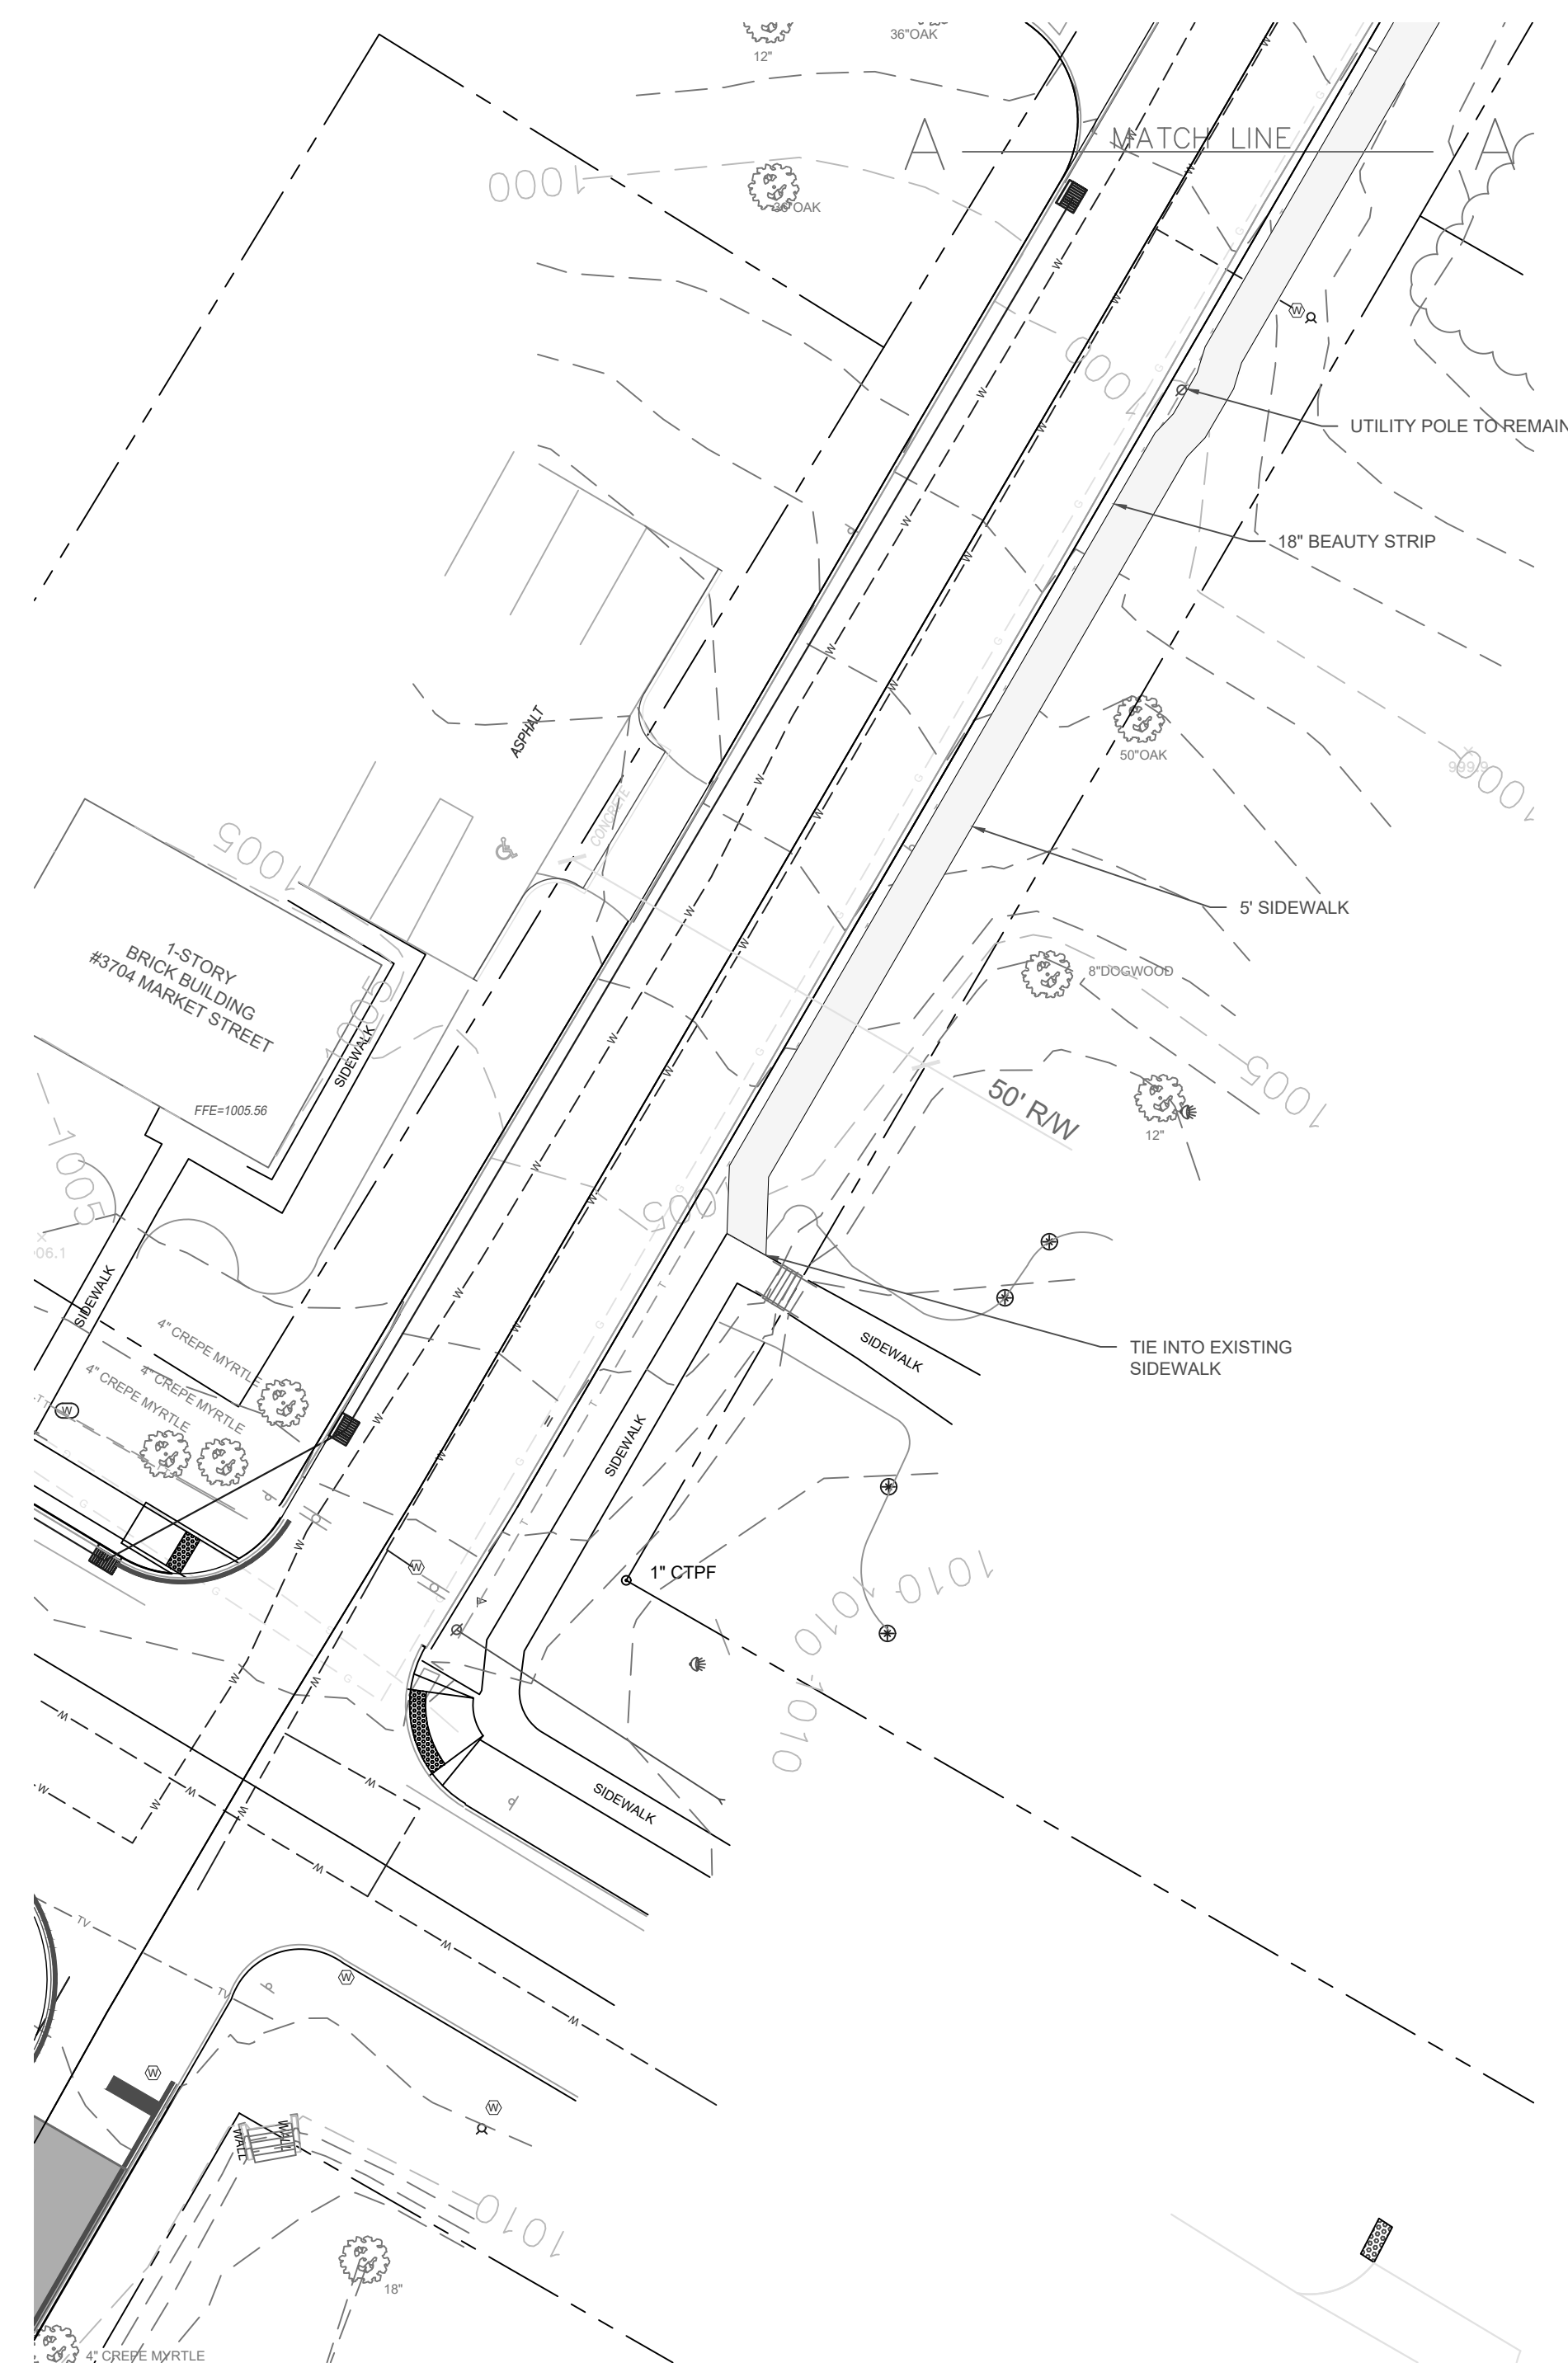 36"OAK
12"
A
MATCH LINE
A
1000
36"OAK
1000
UTILITY POLE TO REMAIN
18" BEAUTY STRIP
ASPHALT
50"OAK
999.9
1000
CONCRETE
1005
5' SIDEWALK
1-STORY
BRICK BUILDING
#3704 MARKET STREET
1005
SIDEWALK
8"DOGWOOD
FFE=1005.56
50' R/W
1005
12"
1005
1005
SIDEWALK
4" CREPE MYRTLE
4" CREPE MYRTLE
4" CREPE MYRTLE
SIDEWALK
TIE INTO EXISTING
SIDEWALK
SIDEWALK
1" CTPF
1010
1010
1010
SIDEWALK
TV
TV
WALL
WALL
1010
18"
4" CREPE MYRTLE
W
W
W
W
W
W
G
G
G
T
T